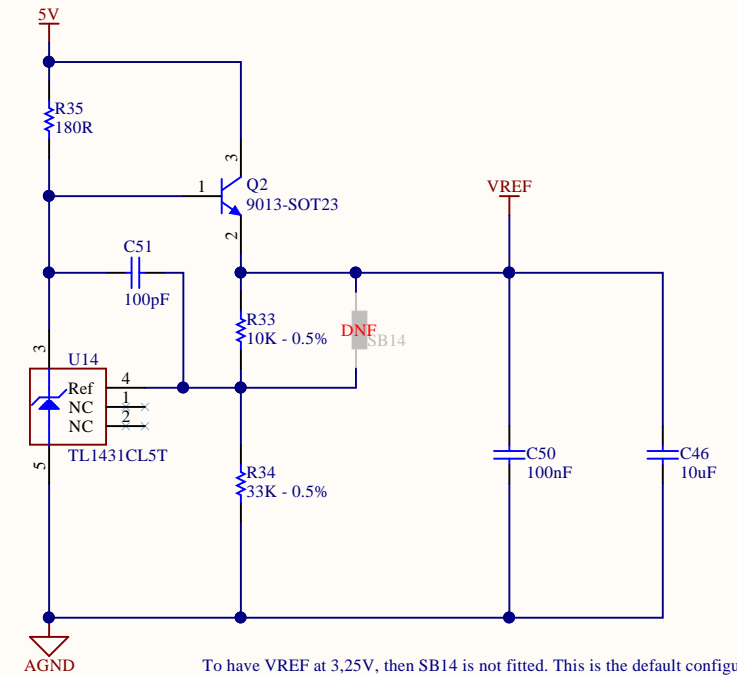 5V
R35
180R
3
1
Q2
9013-SOT23
2
VREF
C51
100pF
R33
10K - 0.5%
DNF
SB14
3
U14
Ref
4
NC
1
NC
2
TL1431CL5T
5
R34
33K - 0.5%
C50
100nF
C46
10uF
AGND
To have VREF at 3,25V, then SB14 is not fitted. This is the default configu